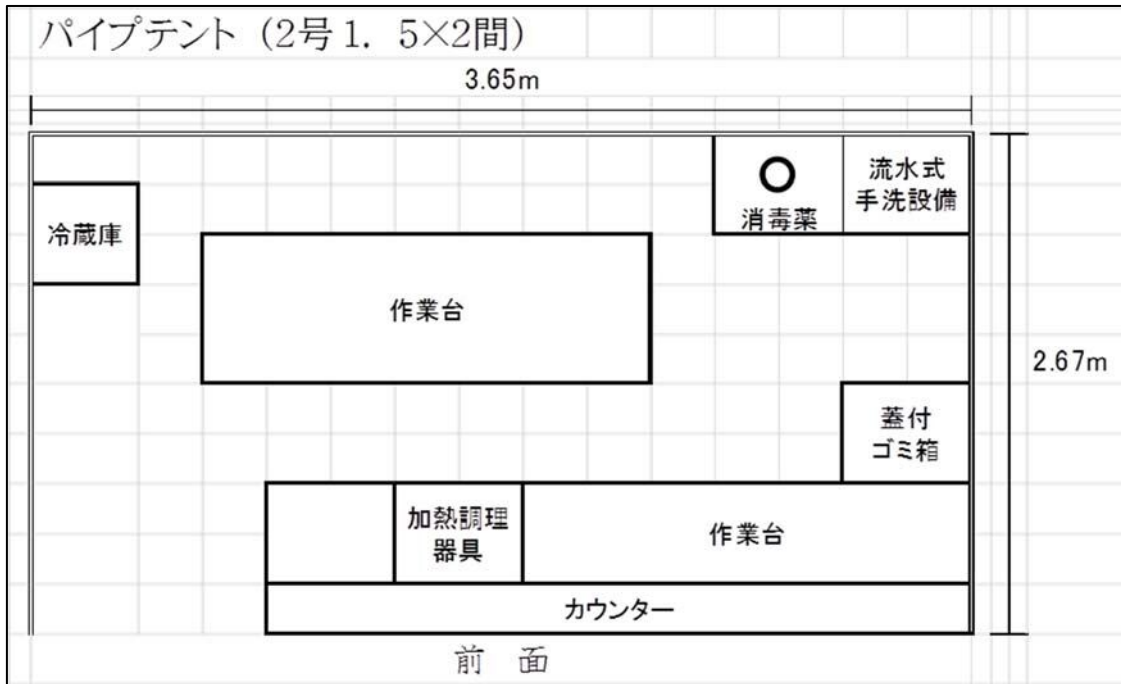 パイプテント（2号1．5×2間）
3.65m
流水式
手洗設備
消毒薬
冷蔵庫
作業台
2.67m
蓋付
ゴミ箱
加熱調理
器具
作業台
カウンター
前　面